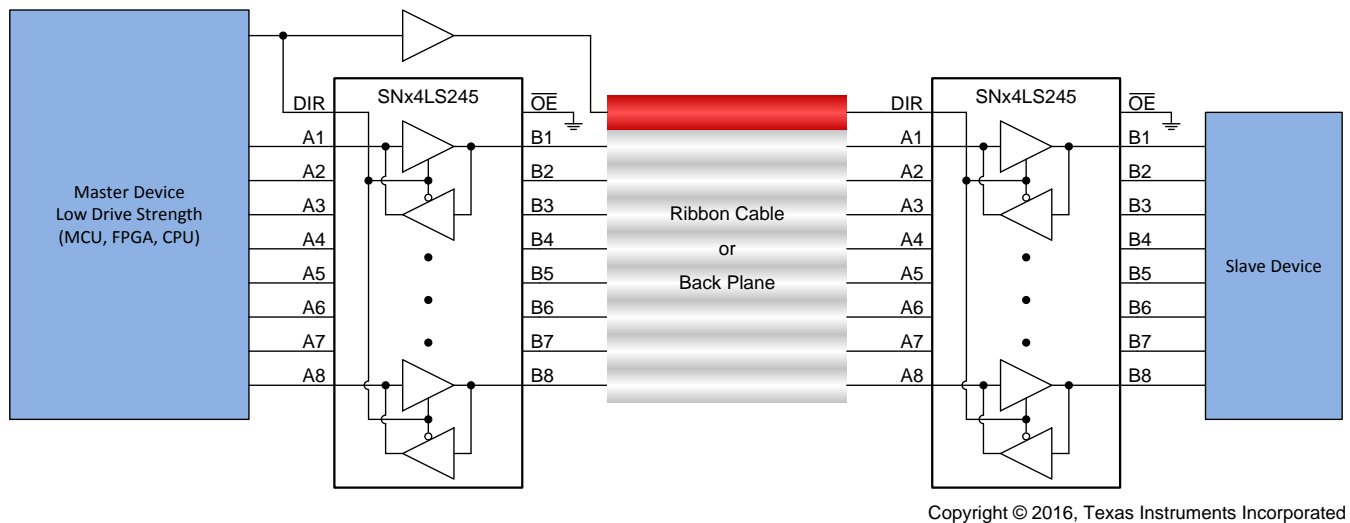 SNx4LS245
SNx4LS245
DIR
OE
DIR
OE
A1
B1
A1
B1
A2
B2
A2
B2
A3
B3
A3
B3
A4
B4
A4
B4
A5
B5
A5
B5
A6
B6
A6
B6
A7
B7
A7
B7
A8
B8
A8
B8
Master Device
Low Drive Strength
(MCU, FPGA, CPU)
Ribbon Cable
or
Back Plane
Slave Device
Copyright © 2016, Texas Instruments Incorporated